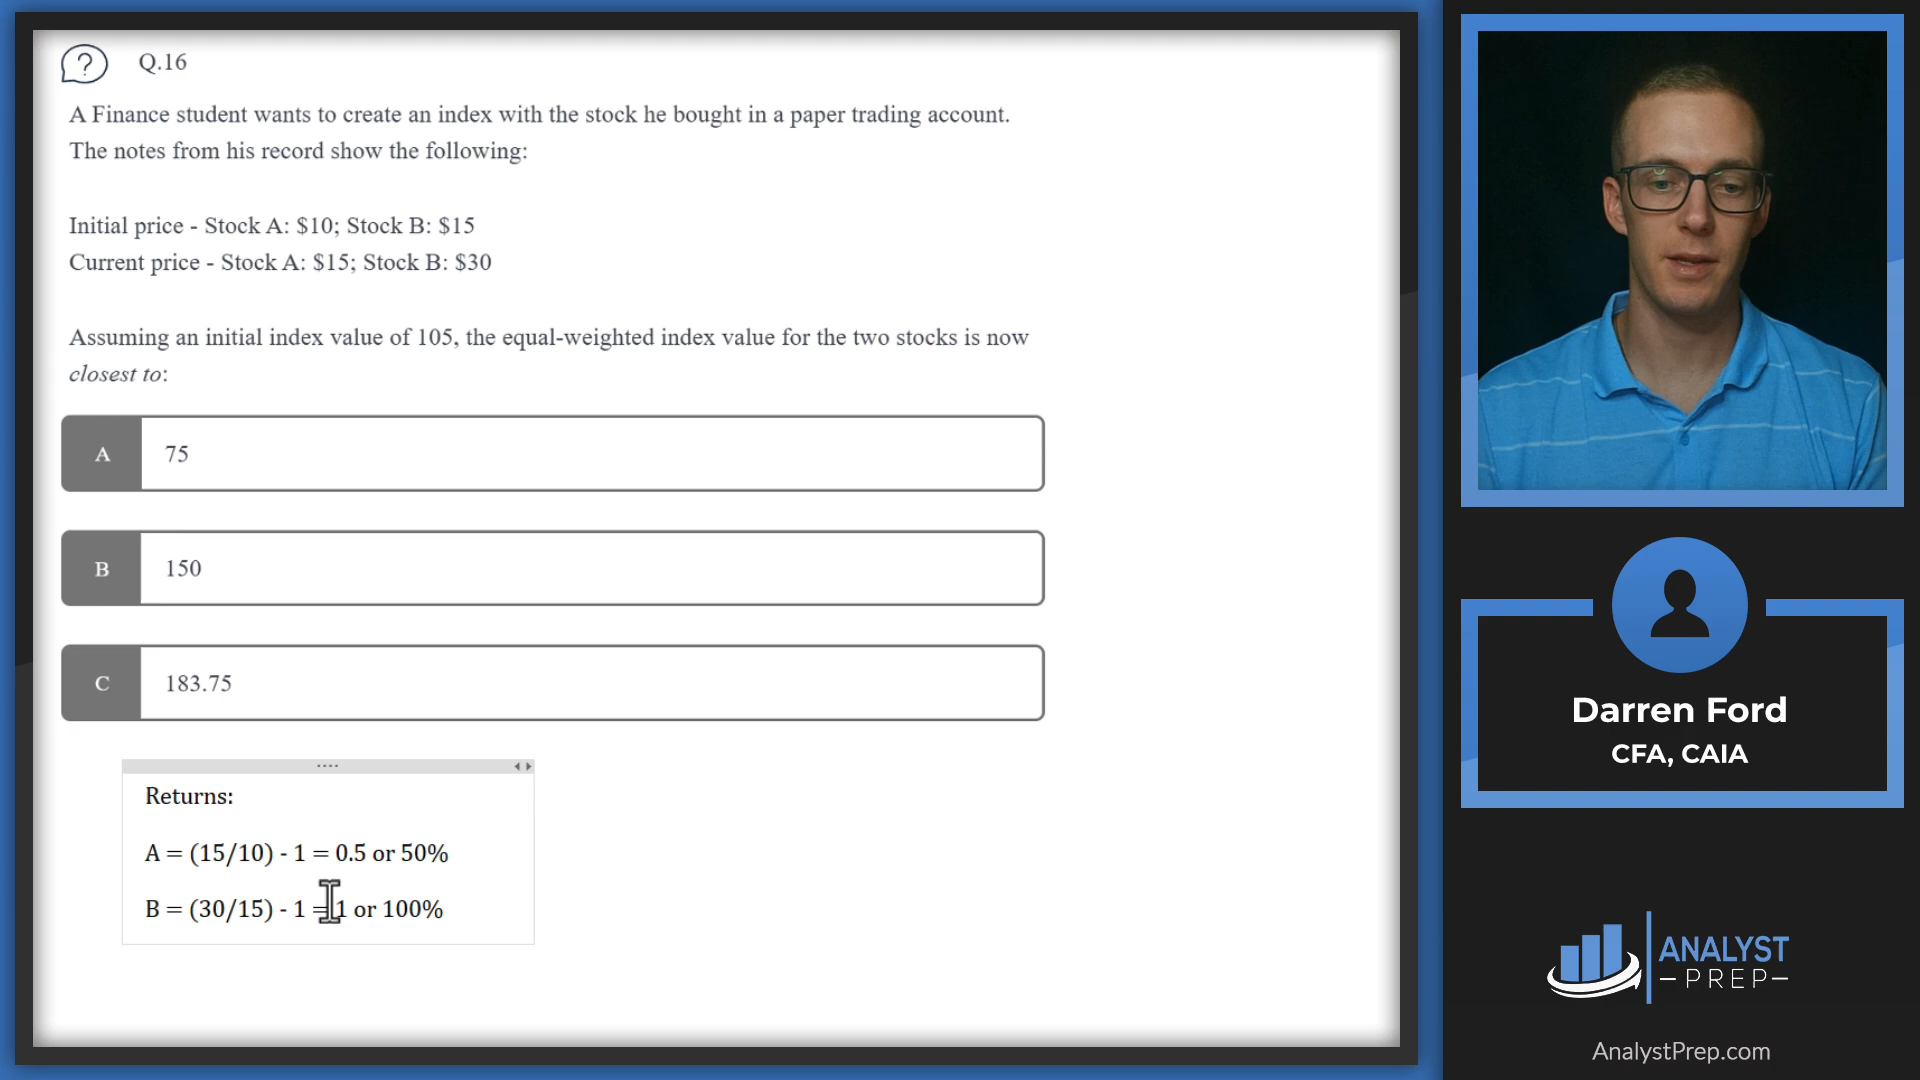 ?
Q.16
A Finance student wants to create an index with the stock he bought in a paper trading account.
The notes from his record show the following:
Initial price - Stock A: $10; Stock B: $15
Current price - Stock A: $15; Stock B: $30
Assuming an initial index value of 105, the equal-weighted index value for the two stocks is now
closest to:
A 75
B 150
C 183.75
Returns:
A = (15/10) - 1 = 0.5 or 50%
B = (30/15) - 1 = 1 or 100%
Darren Ford
CFA, CAIA
ANALYST
PREP
AnalystPrep.com